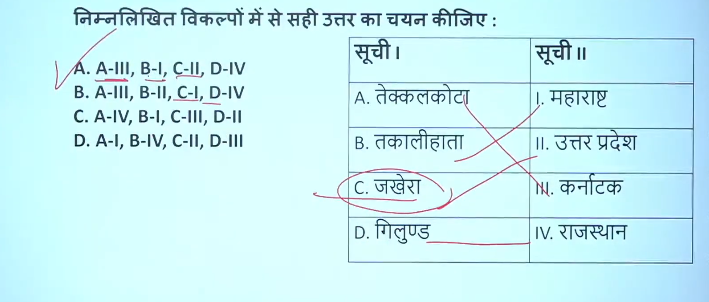 निम्नलिखित विकल्पों में से सही उत्तर का चयन कीजिए :
A. A-III, B-I, C-II, D-IV
B. A-III, B-II, C-I, D-IV
C. A-IV, B-I, C-III, D-II
D. A-I, B-IV, C-II, D-III
सूची I सूची II
A. तेक्कलकोटा I. महाराष्ट्र
B. तकालीहाता II. उत्तर प्रदेश
C. जखेरा III. कर्नाटक
D. गिलुण्ड IV. राजस्थान